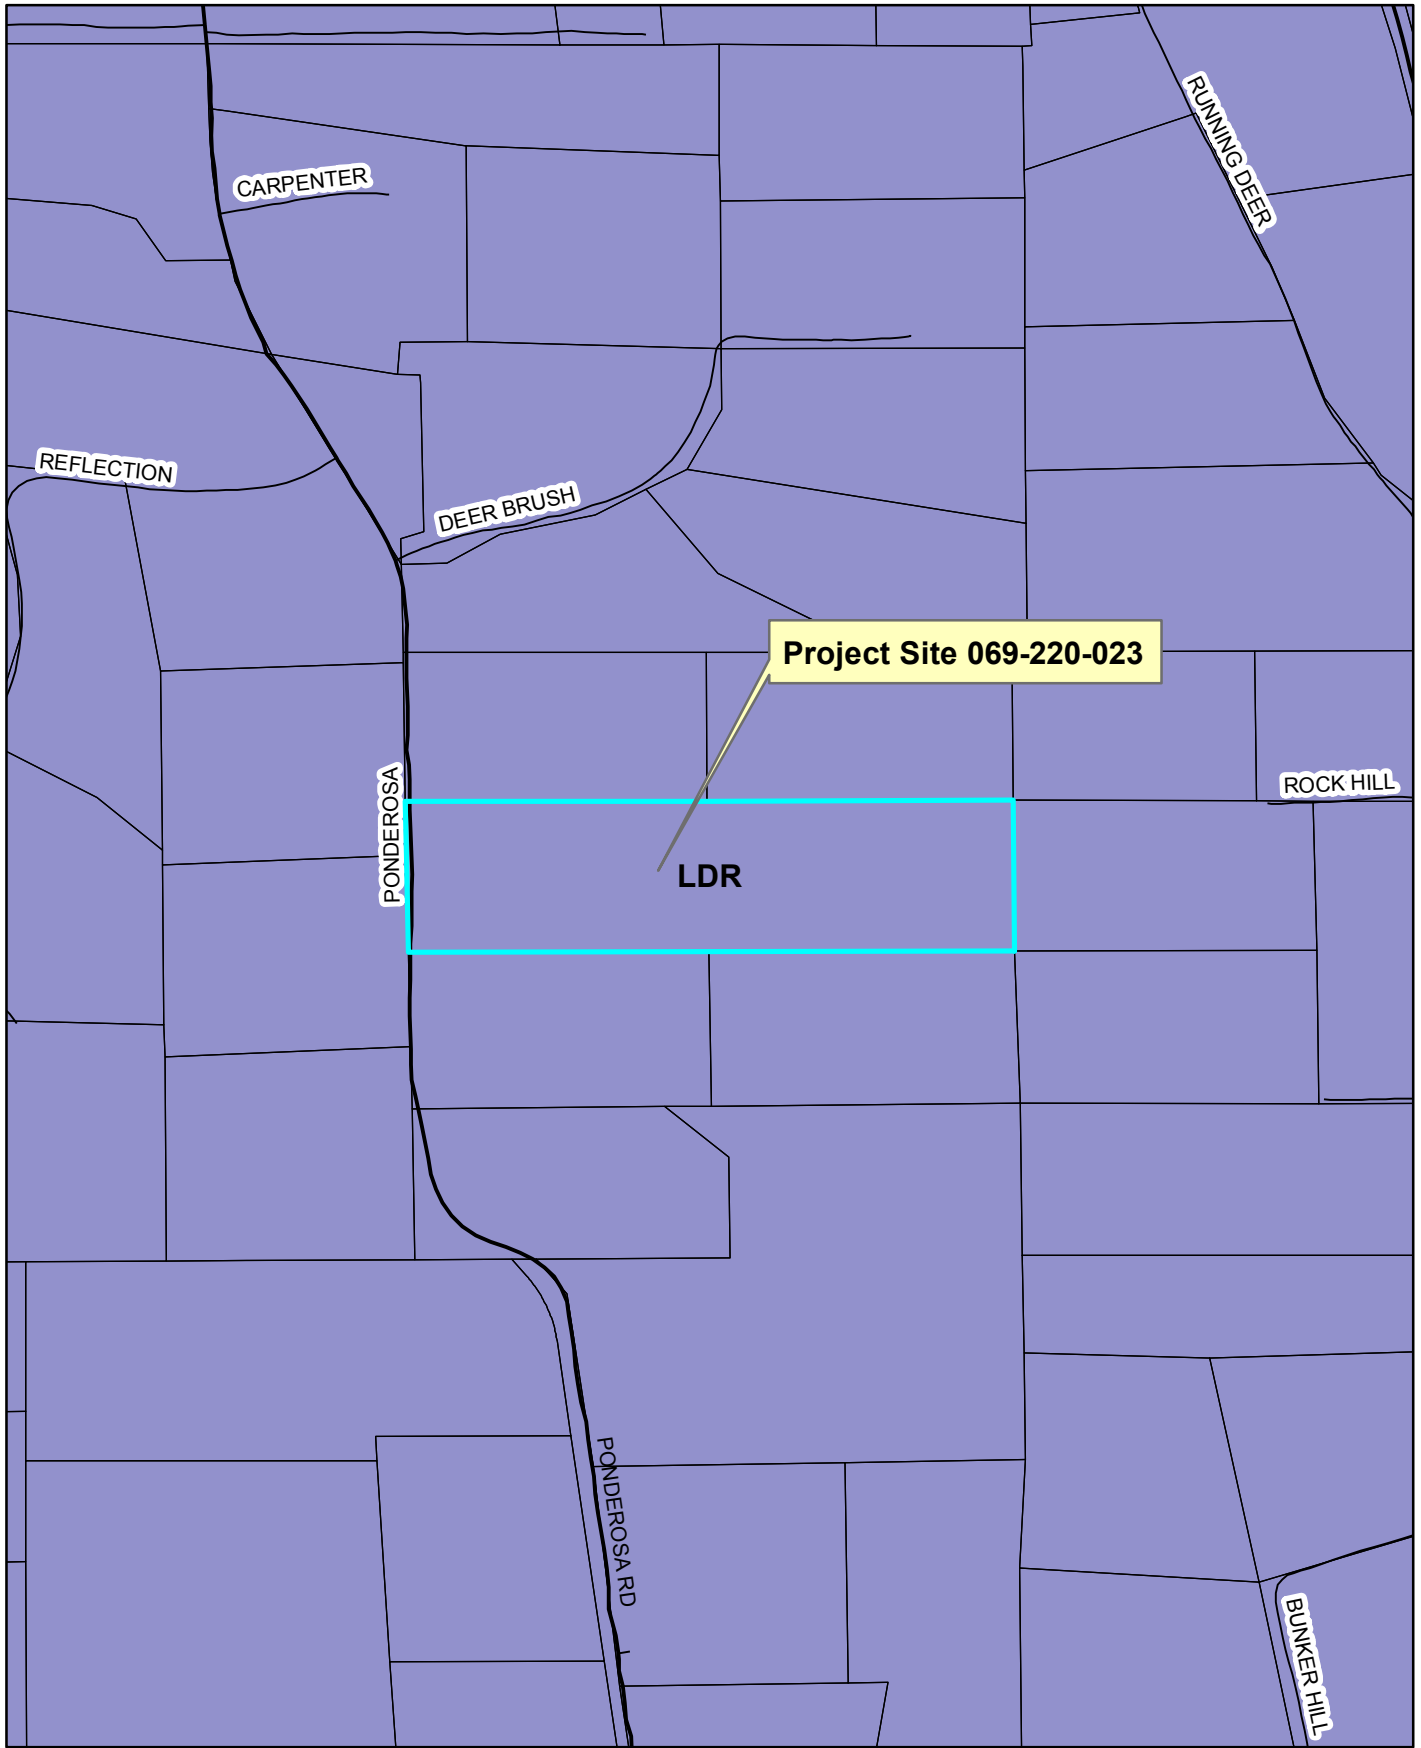 RUNNING DEER
CARPENTER
REFLECTION
DEER BRUSH
Project Site 069-220-023
PONDEROSA
ROCK HILL
LDR
PONDEROSA RD
BUNKER HILL